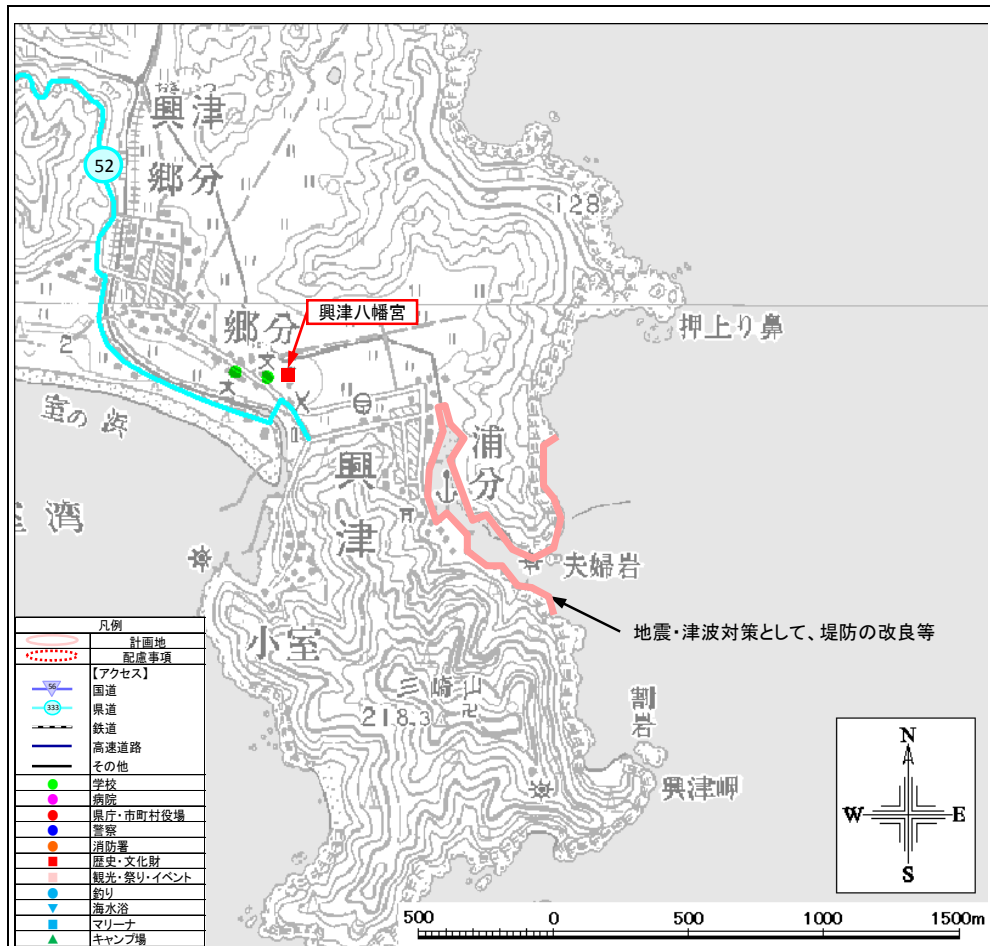 おきつ
興津
郷分
52
128
興津八幡宮
郷分
押上り鼻
2
室の浜
浦分
興津
湾
夫婦岩
地震・津波対策として、堤防の改良等
小室
三崎山
218.3
割岩
興津岬
凡例
計画地
配慮事項
【アクセス】
56 国道
333 県道
鉄道
高速道路
その他
学校
病院
県庁・市町村役場
警察
消防署
歴史・文化財
観光・祭り・イベント
釣り
海水浴
マリーナ
キャンプ場
N
W E
S
500 0 500 1000 1500m